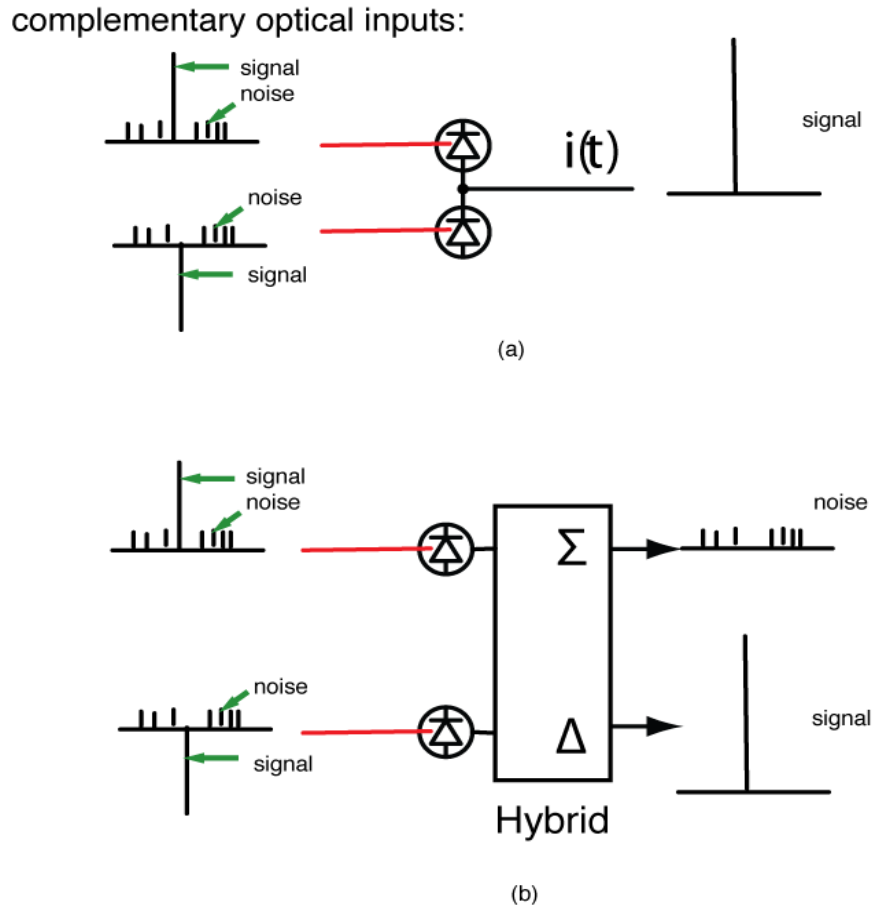 complementary optical inputs:
signal
noise
signal
i(t)
noise
signal
(a)
signal
noise
noise
Σ
noise
signal
signal
Δ
Hybrid
(b)